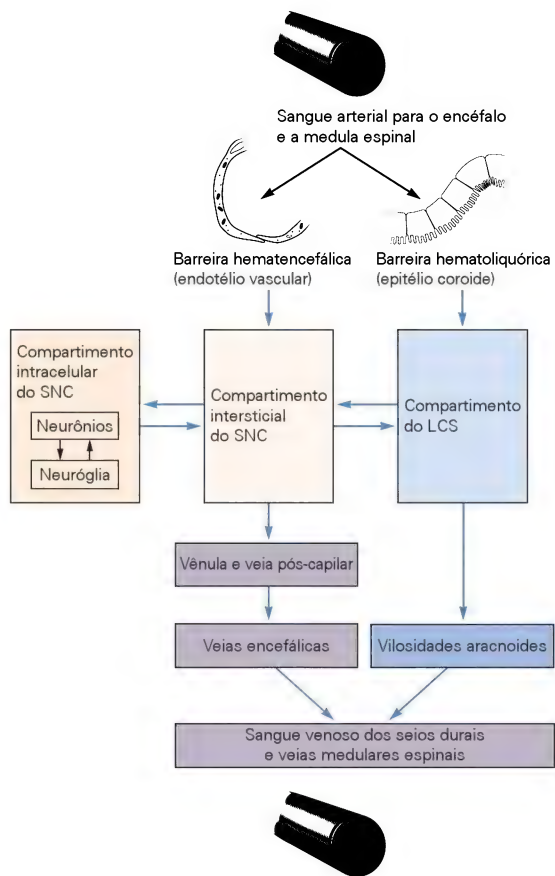 Sangue arterial para o encéfalo
e a medula espinal
Barreira hematencefálica
(endotélio vascular)
Barreira hematoliquórica
(epitélio coroide)
Compartimento
intracelular
do SNC
Neurônios
Neuróglia
Compartimento
intersticial
do SNC
Compartimento
do LCS
Vênula e veia pós-capilar
Veias encefálicas
Vilosidades aracnoides
Sangue venoso dos seios durais
e veias medulares espinais